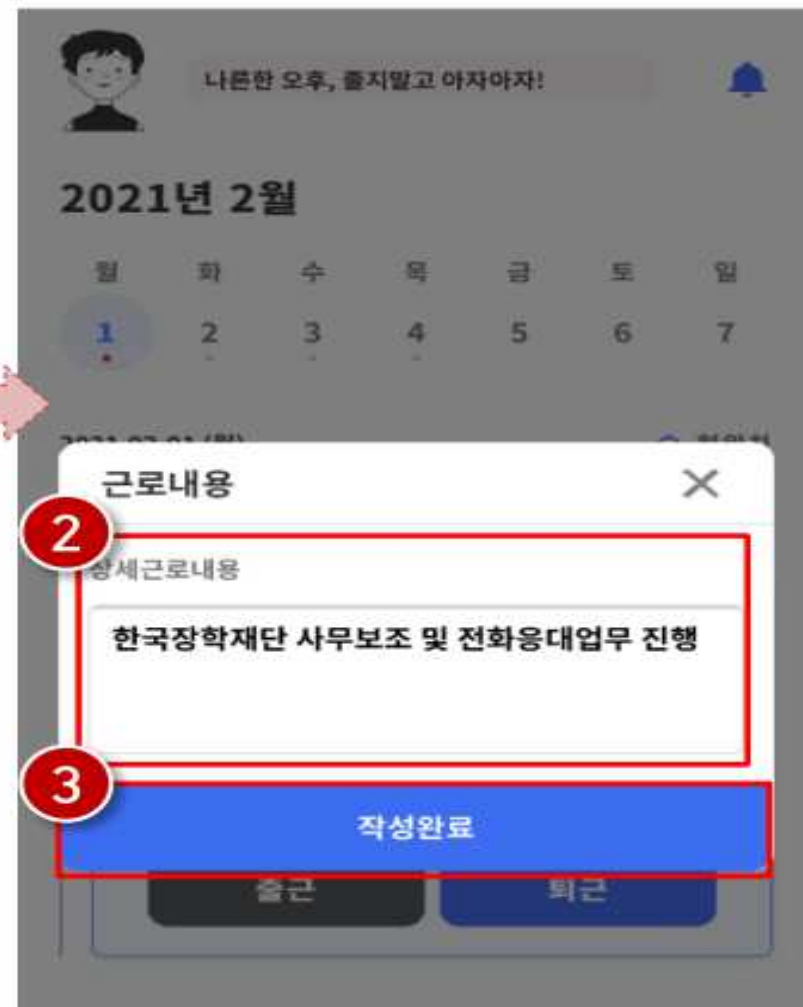 나른한 오후, 졸지말고 아자아자!
2021년 2월
월 화 수 목 금 토 일
1 2 3 4 5 6 7
근로내용
2
상세근로내용
한국장학재단 사무보조 및 전화응대업무 진행
3
작성완료
출근 퇴근